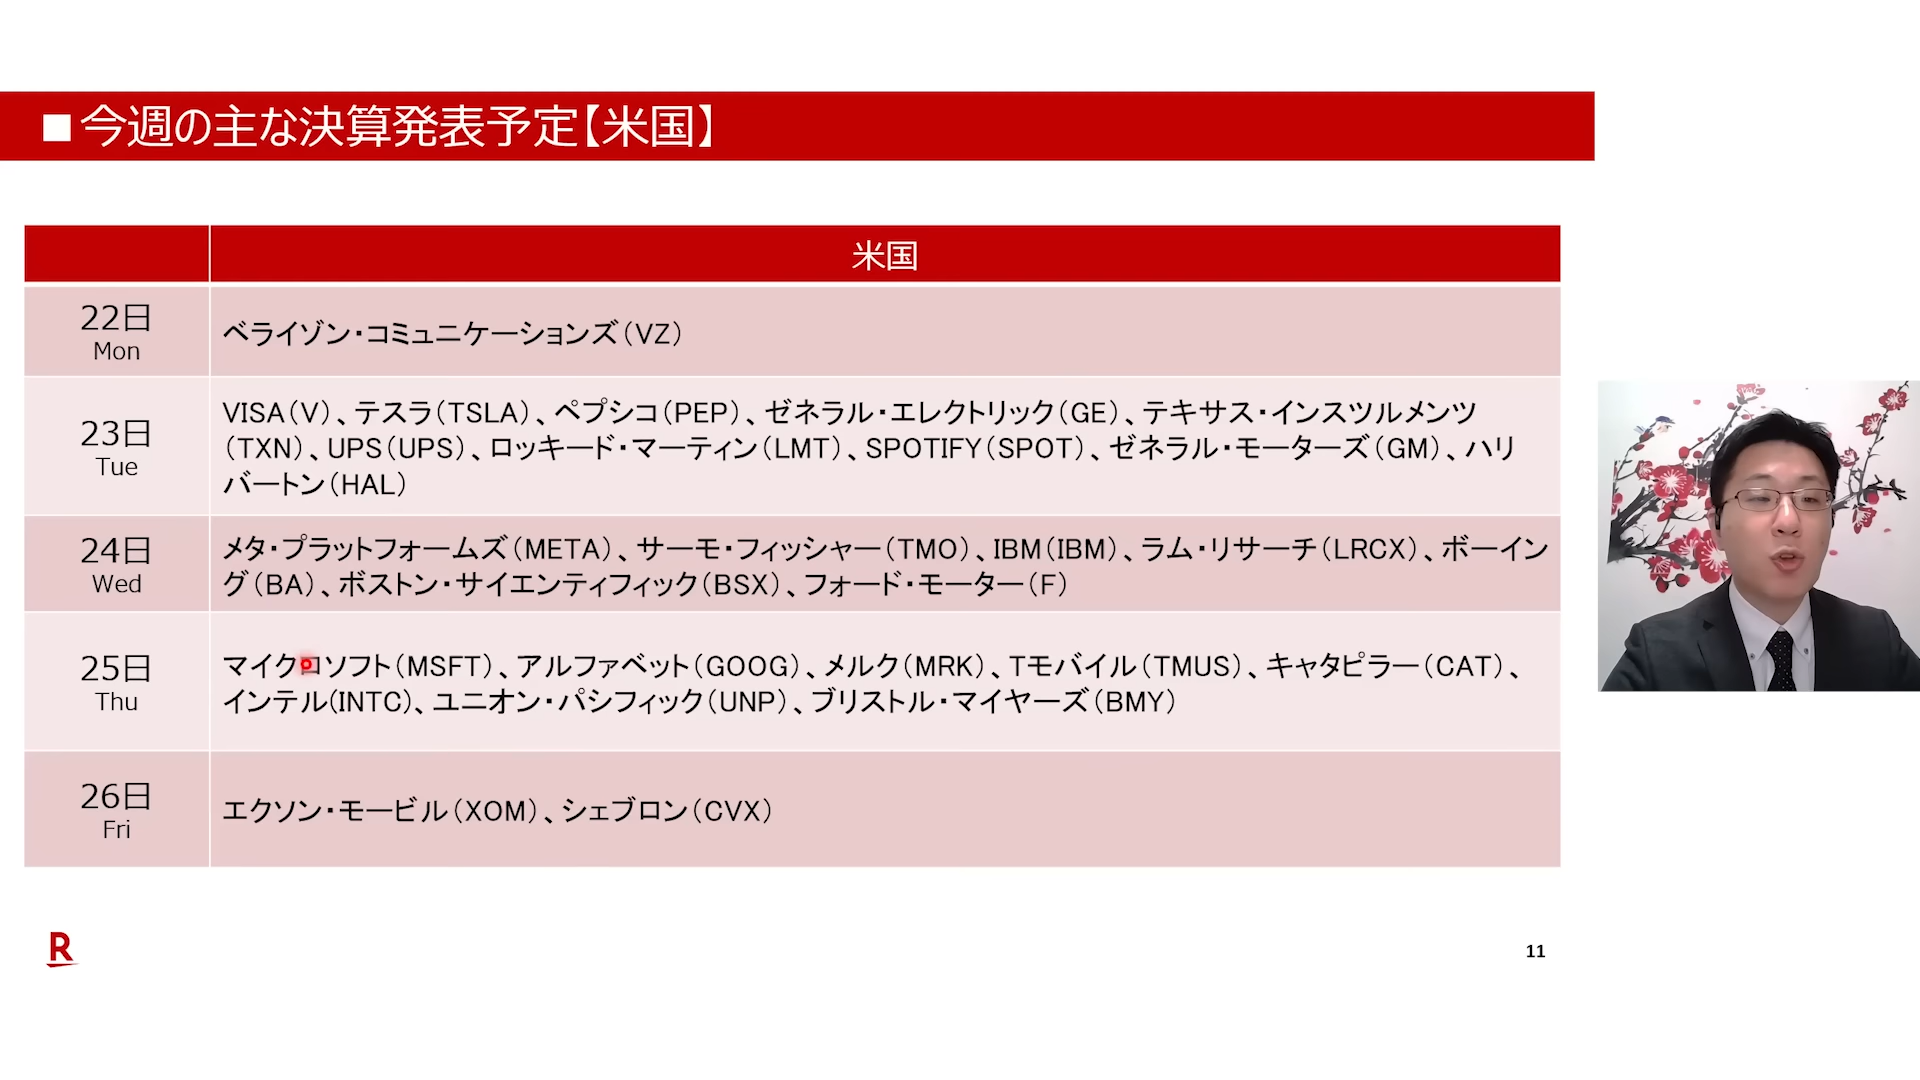 ■今週の主な決算発表予定【米国】
米国
22日
Mon
ベライゾン・コミュニケーションズ（VZ）
23日
Tue
VISA（V）、テスラ（TSLA）、ペプシコ（PEP）、ゼネラル・エレクトリック（GE）、テキサス・インスツルメンツ
（TXN）、UPS（UPS）、ロッキード・マーティン（LMT）、SPOTIFY（SPOT）、ゼネラル・モーターズ（GM）、ハリ
バートン（HAL）
24日
Wed
メタ・プラットフォームズ（META）、サーモ・フィッシャー（TMO）、IBM（IBM）、ラム・リサーチ（LRCX）、ボーイン
グ（BA）、ボストン・サイエンティフィック（BSX）、フォード・モーター（F）
25日
Thu
マイクロソフト（MSFT）、アルファベット（GOOG）、メルク（MRK）、Tモバイル（TMUS）、キャタピラー（CAT）、
インテル(INTC)、ユニオン・パシフィック（UNP）、ブリストル・マイヤーズ（BMY）
26日
Fri
エクソン・モービル（XOM）、シェブロン（CVX）
R
11